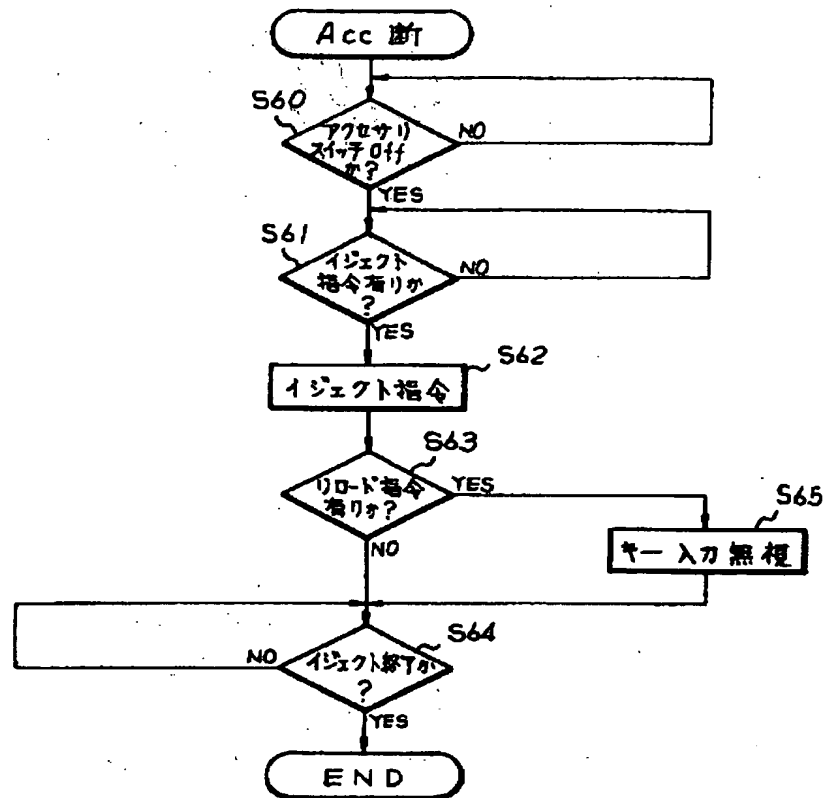 Acc 断
S60
アクセサリ
スイッチOff
か?
NO
YES
S61
イジェクト
指令有りか
?
NO
YES
S62
イジェクト指令
S63
リロード指令
有りか?
YES
NO
S65
キー入力無視
S64
イジェクト終了か
?
NO
YES
END